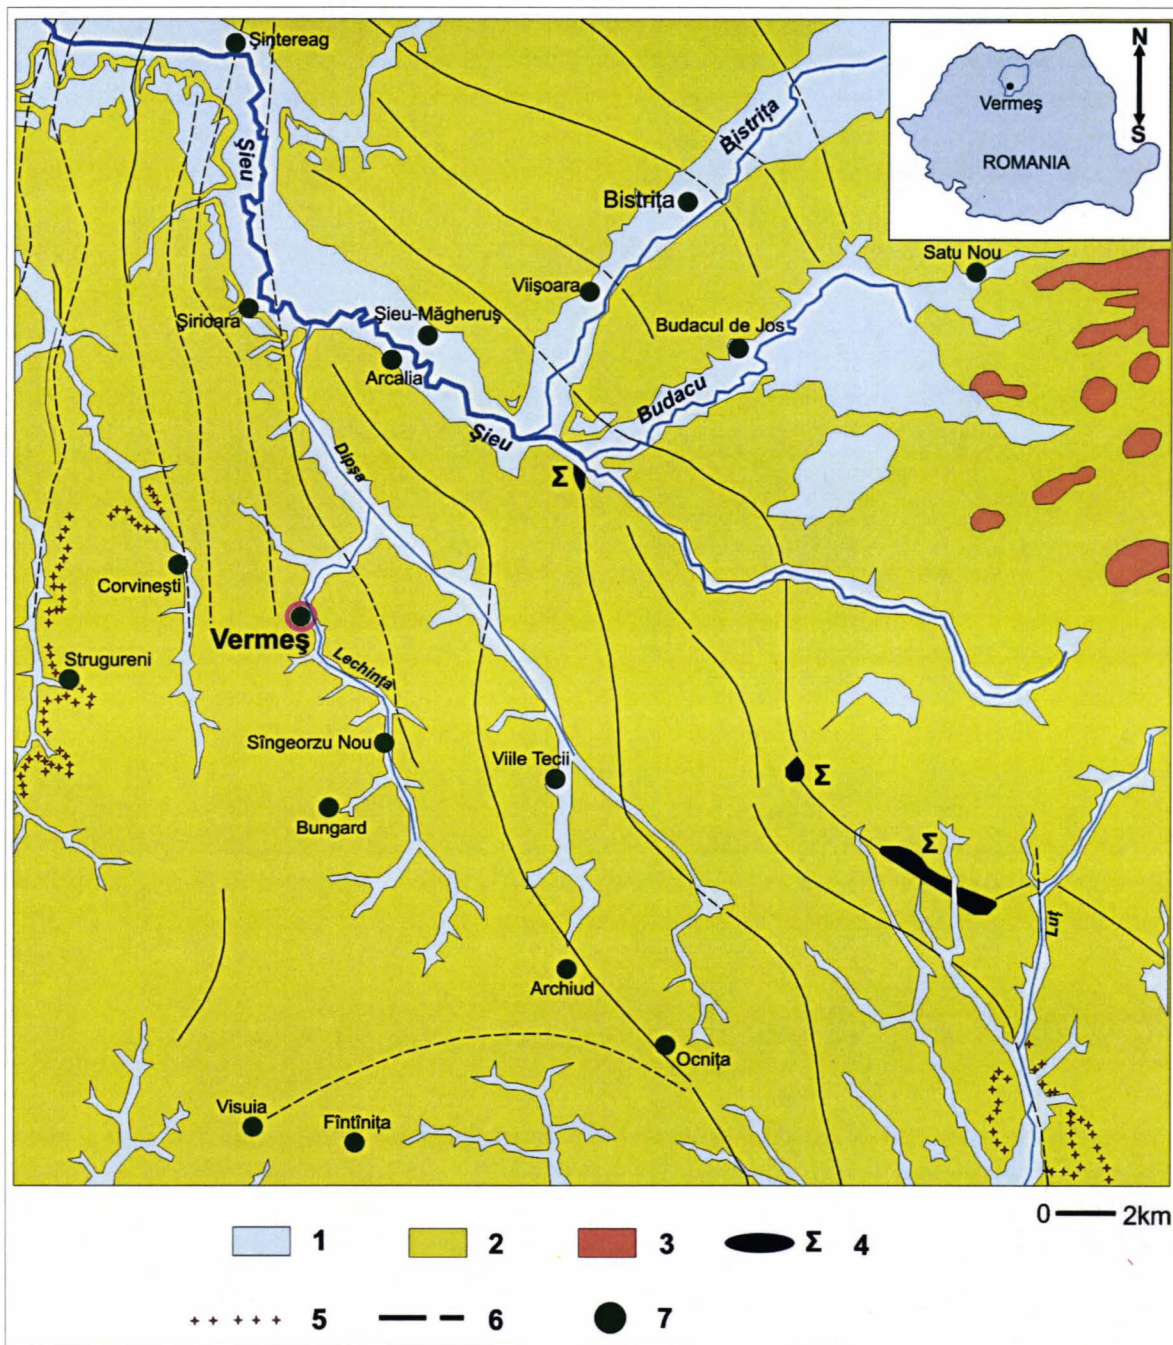 Şintereag
N
Vermeş
S
ROMANIA
Bistriţa
Şieu
Bistriţa
Satu Nou
Viişoara
Şirioara
Şieu-Măgheruş
Budacul de Jos
Arcalia
Budacu
Şieu
Dipşa
Σ
Corvineşti
Vermeş
Strugureni
Lechinţa
Sîngeorzu Nou
Viile Tecii
Σ
Bungard
Σ
Luţ
Archiud
Ocniţa
Visuia
Fîntîniţa
0 2km
1 2 3 Σ 4
5 6 7